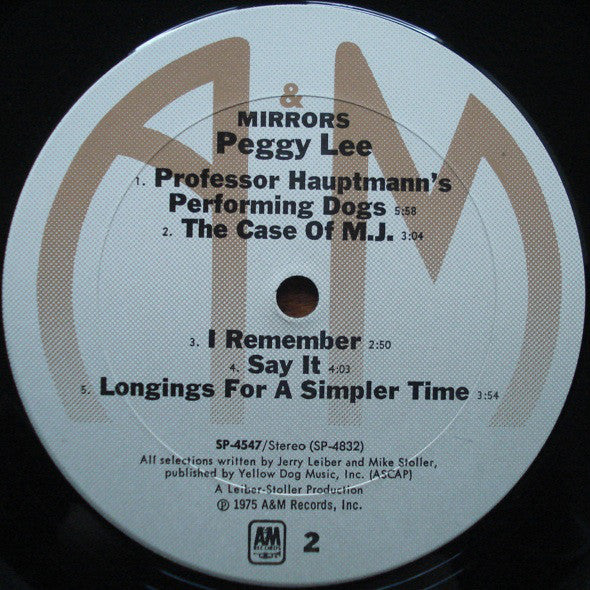 &
MIRRORS
Peggy Lee
1. Professor Hauptmann's
Performing Dogs 5:58
2. The Case Of M.J. 3:04
3. I Remember 2:50
4. Say It 4:03
5. Longings For A Simpler Time 3:54
SP-4547/Stereo (SP-4832)
All selections written by Jerry Leiber and Mike Stoller,
published by Yellow Dog Music, Inc. (ASCAP)
A Leiber-Stoller Production
℗ 1975 A&M Records, Inc.
A&M
RECORDS
2